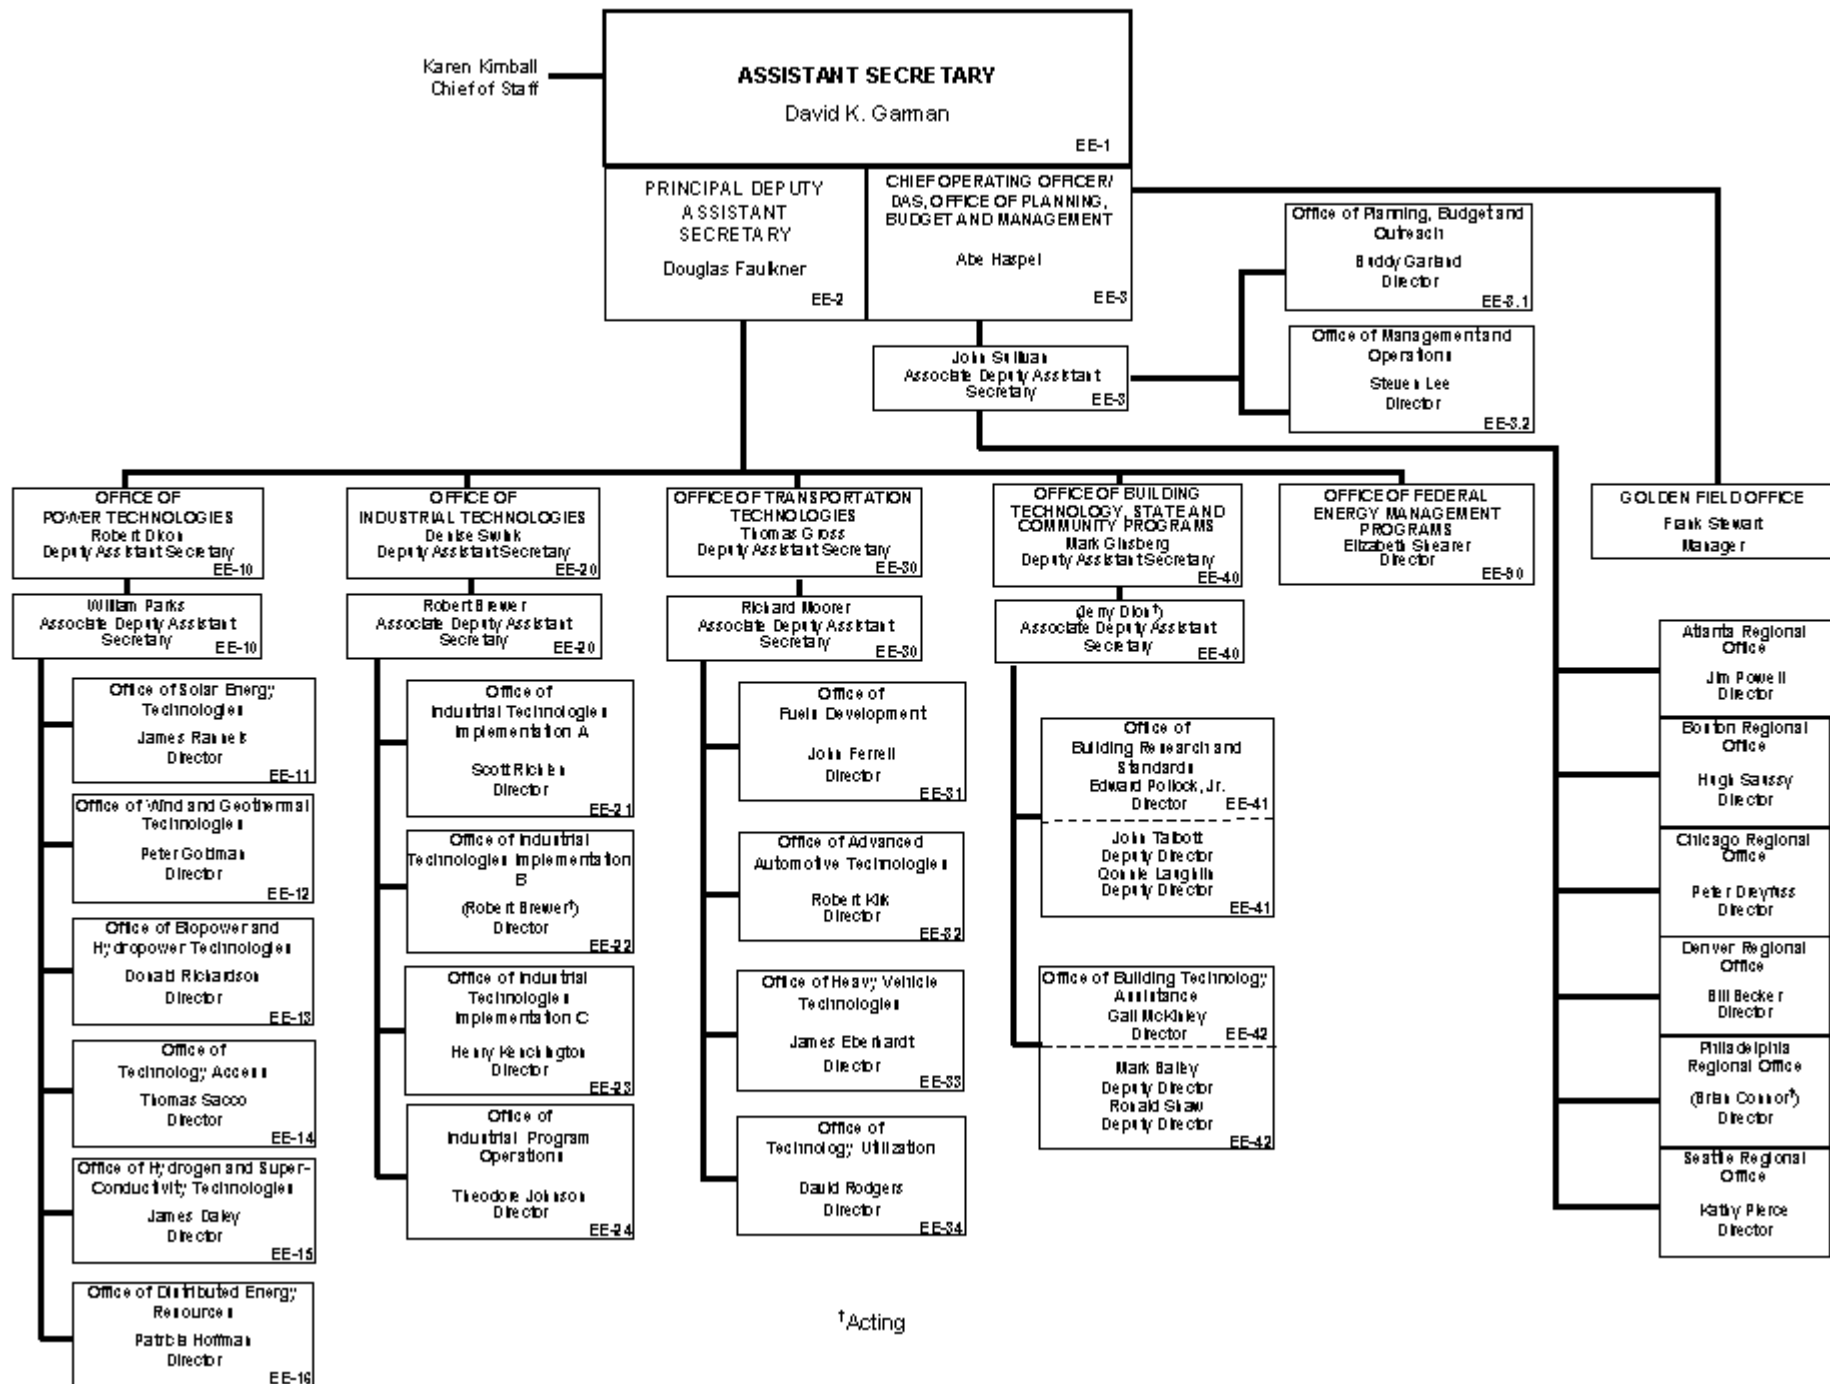 Karen Kimball
Chief of Staff
ASSISTANT SECRETARY
David K. Garman
EE-1
PRINCIPAL DEPUTY
ASSISTANT
SECRETARY
Douglas Faulkner
EE-2
CHIEF OPERATING OFFICER/
DAS, OFFICE OF PLANNING,
BUDGET AND MANAGEMENT
Abe Haspel
EE-3
Office of Planning, Budget and
Outreach
Buddy Garland
Director
EE-3.1
Office of Management and
Operations
Steven Lee
Director
EE-3.2
John Sullivan
Associate Deputy Assistant
Secretary
EE-3
OFFICE OF
POWER TECHNOLOGIES
Robert Dixon
Deputy Assistant Secretary
EE-10
OFFICE OF
INDUSTRIAL TECHNOLOGIES
Denise Swink
Deputy Assistant Secretary
EE-20
OFFICE OF TRANSPORTATION
TECHNOLOGIES
Thomas Gross
Deputy Assistant Secretary
EE-30
OFFICE OF BUILDING
TECHNOLOGY, STATE AND
COMMUNITY PROGRAMS
Mark Ginsberg
Deputy Assistant Secretary
EE-40
OFFICE OF FEDERAL
ENERGY MANAGEMENT
PROGRAMS
Elizabeth Shearer
Director
EE-90
GOLDEN FIELD OFFICE
Frank Stewart
Manager
William Parks
Associate Deputy Assistant
Secretary
EE-10
Robert Brewer
Associate Deputy Assistant
Secretary
EE-20
Richard Moorer
Associate Deputy Assistant
Secretary
EE-30
(Jerry Dion†)
Associate Deputy Assistant
Secretary
EE-40
Office of Solar Energy
Technologies
James Rannels
Director
EE-11
Office of Wind and Geothermal
Technologies
Peter Goldman
Director
EE-12
Office of Biopower and
Hydropower Technologies
Donald Richardson
Director
EE-13
Office of
Technology Access
Thomas Sacco
Director
EE-14
Office of Hydrogen and Super-
Conductivity Technologies
James Daley
Director
EE-15
Office of Distributed Energy
Resources
Patricia Hoffman
Director
EE-16
Office of
Industrial Technologies
Implementation A
Scott Richlen
Director
EE-21
Office of Industrial
Technologies Implementation
B
(Robert Brewer†)
Director
EE-22
Office of Industrial
Technologies
Implementation C
Henry Kenchington
Director
EE-23
Office of
Industrial Program
Operations
Theodore Johnson
Director
EE-24
Office of
Fuels Development
John Ferrell
Director
EE-31
Office of Advanced
Automotive Technologies
Robert Kirk
Director
EE-32
Office of Heavy Vehicle
Technologies
James Eberhardt
Director
EE-33
Office of
Technology Utilization
David Rodgers
Director
EE-34
Office of
Building Research and
Standards
Edward Pollock, Jr.
Director EE-41
John Talbott
Deputy Director
Laughlin
Deputy Director
EE-41
Office of Building Technology
Assistance
Gail McKinley
Director EE-42
Mark Bailey
Deputy Director
Ronald Shaw
Deputy Director
EE-42
Atlanta Regional
Office
Jim Powell
Director
Boston Regional
Office
Hugh Saussy
Director
Chicago Regional
Office
Peter Dreyfuss
Director
Denver Regional
Office
Bill Becker
Director
Philadelphia
Regional Office
(Brian Connor†)
Director
Seattle Regional
Office
Kathy Pierce
Director
†Acting